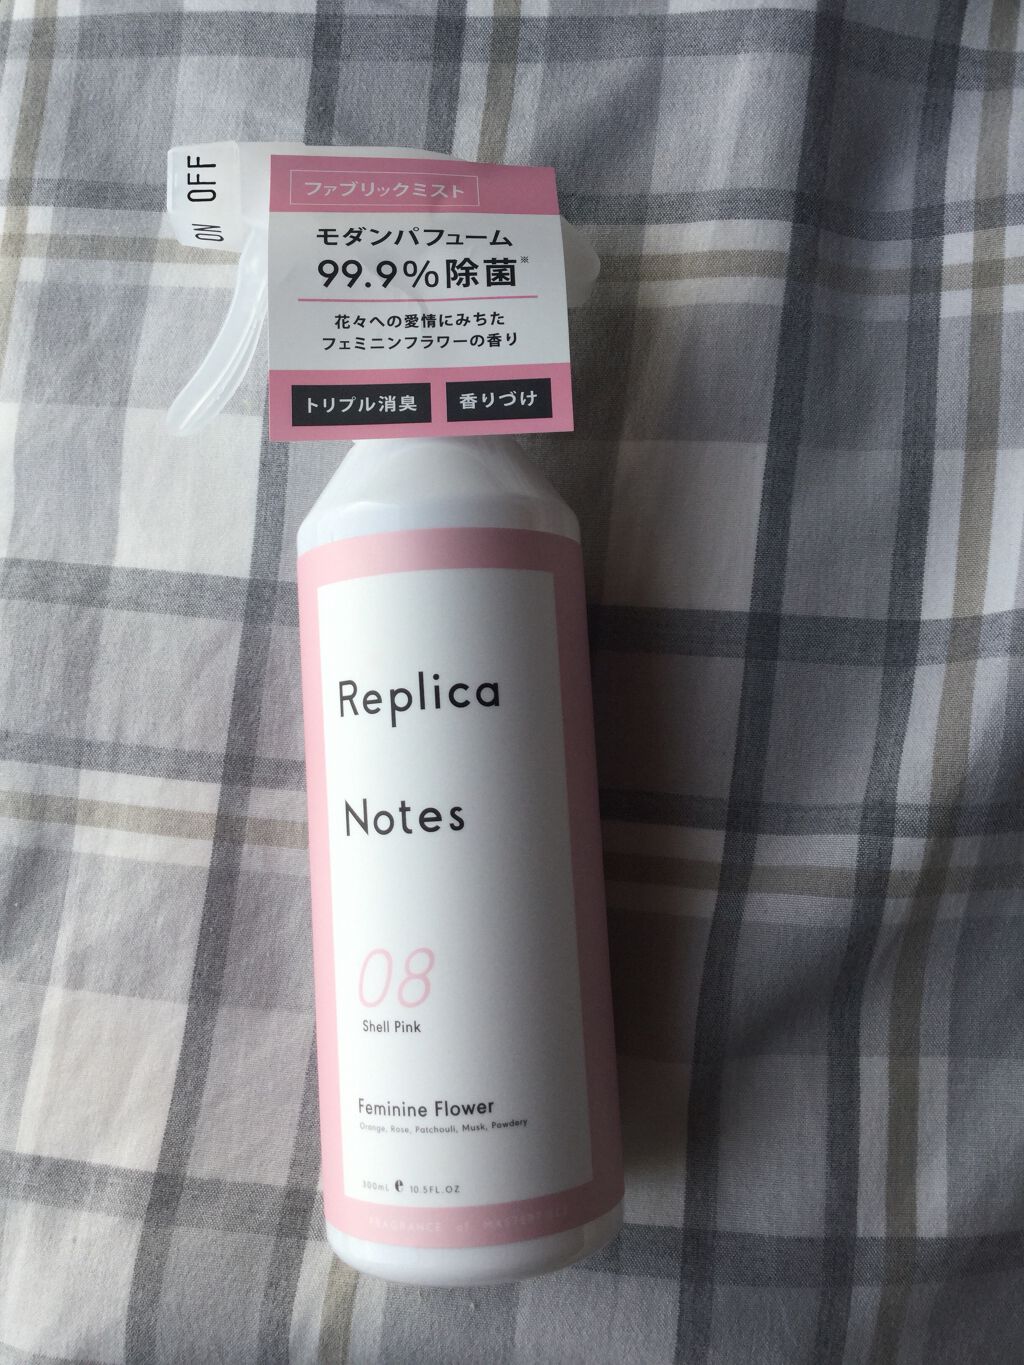 ON OFF
ファブリックミスト
モダンパフューム
99.9%除菌※
花々への愛情にみちた
フェミニンフラワーの香り
トリプル消臭
香りづけ
Replica
Notes
08
Shell Pink
Feminine Flower
Orange, Rose, Patchouli, Musk, Powdery
300mL ℮ 10.5FL.OZ
FRAGRANCE of